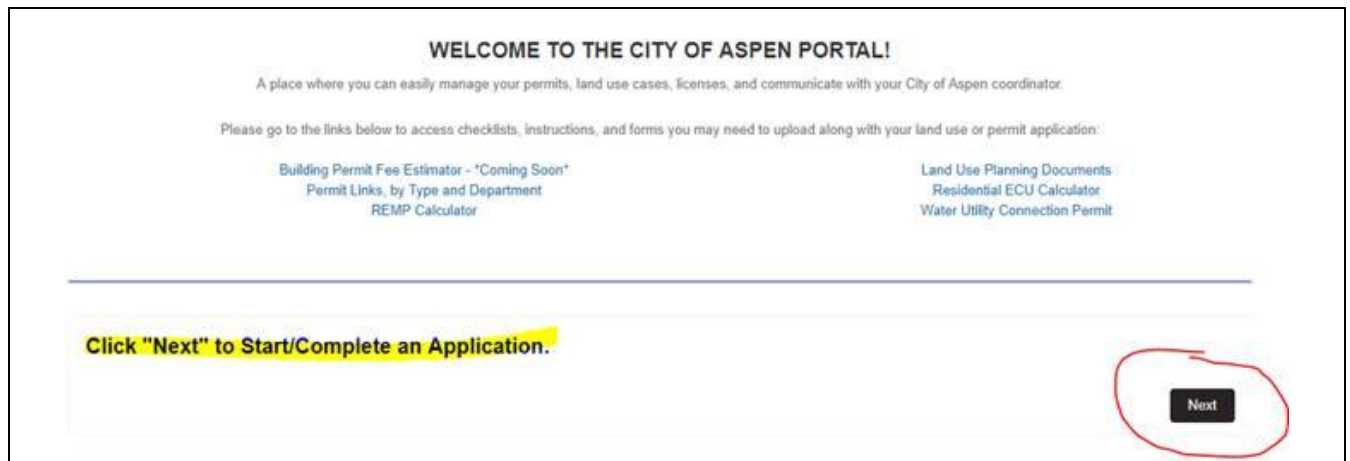 WELCOME TO THE CITY OF ASPEN PORTAL!
A place where you can easily manage your permits, land use cases, licenses, and communicate with your City of Aspen coordinator.
Please go to the links below to access checklists, instructions, and forms you may need to upload along with your land use or permit application:
Building Permit Fee Estimator - *Coming Soon*
Permit Links, by Type and Department
REMP Calculator
Land Use Planning Documents
Residential ECU Calculator
Water Utility Connection Permit
Click "Next" to Start/Complete an Application.
Next